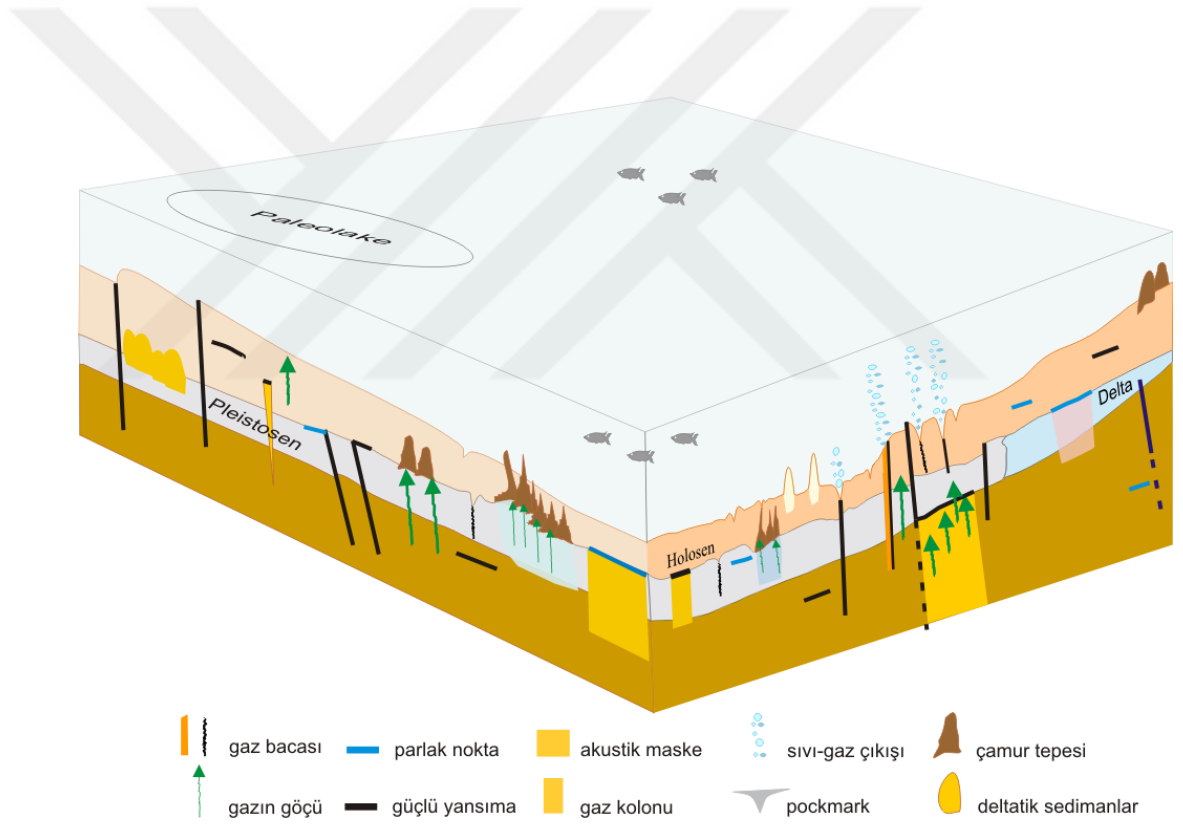 Paleolake
Pleistosen
Delta
Holosen
gaz bacası
parlak nokta
akustik maske
sıvı-gaz çıkışı
çamur tepesi
gazın göçü
güçlü yansıma
gaz kolonu
pockmark
deltatik sedimanlar